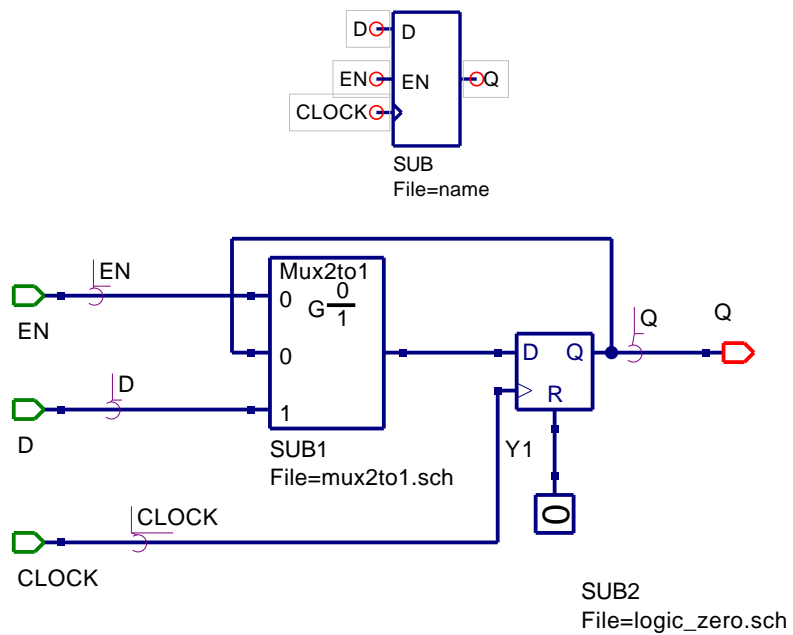 D D
EN EN Q
CLOCK
SUB
File=name
EN
Mux2to1
0
G 0
1
EN
0
D
D
1
SUB1
File=mux2to1.sch
D Q
R
Y1
Q
Q
0
CLOCK
CLOCK
SUB2
File=logic_zero.sch